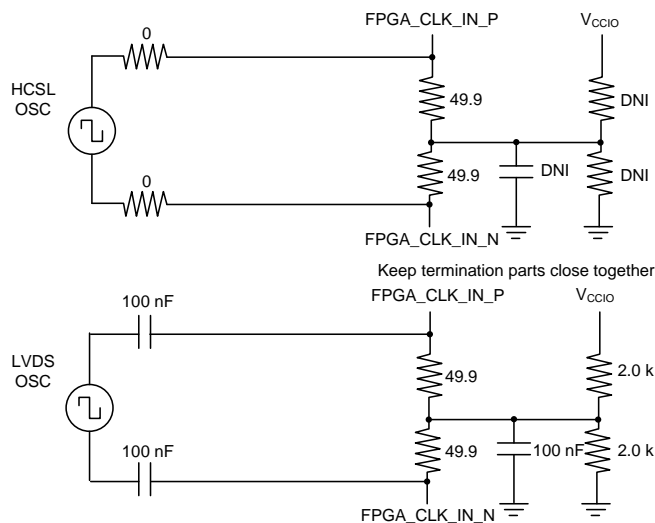 FPGA_CLK_IN_P
VCCIO
0
HCSL
OSC
49.9
DNI
0
49.9
DNI
DNI
FPGA_CLK_IN_N
Keep termination parts close together
FPGA_CLK_IN_P
VCCIO
100 nF
LVDS
OSC
49.9
2.0 k
100 nF
49.9
100 nF
2.0 k
FPGA_CLK_IN_N